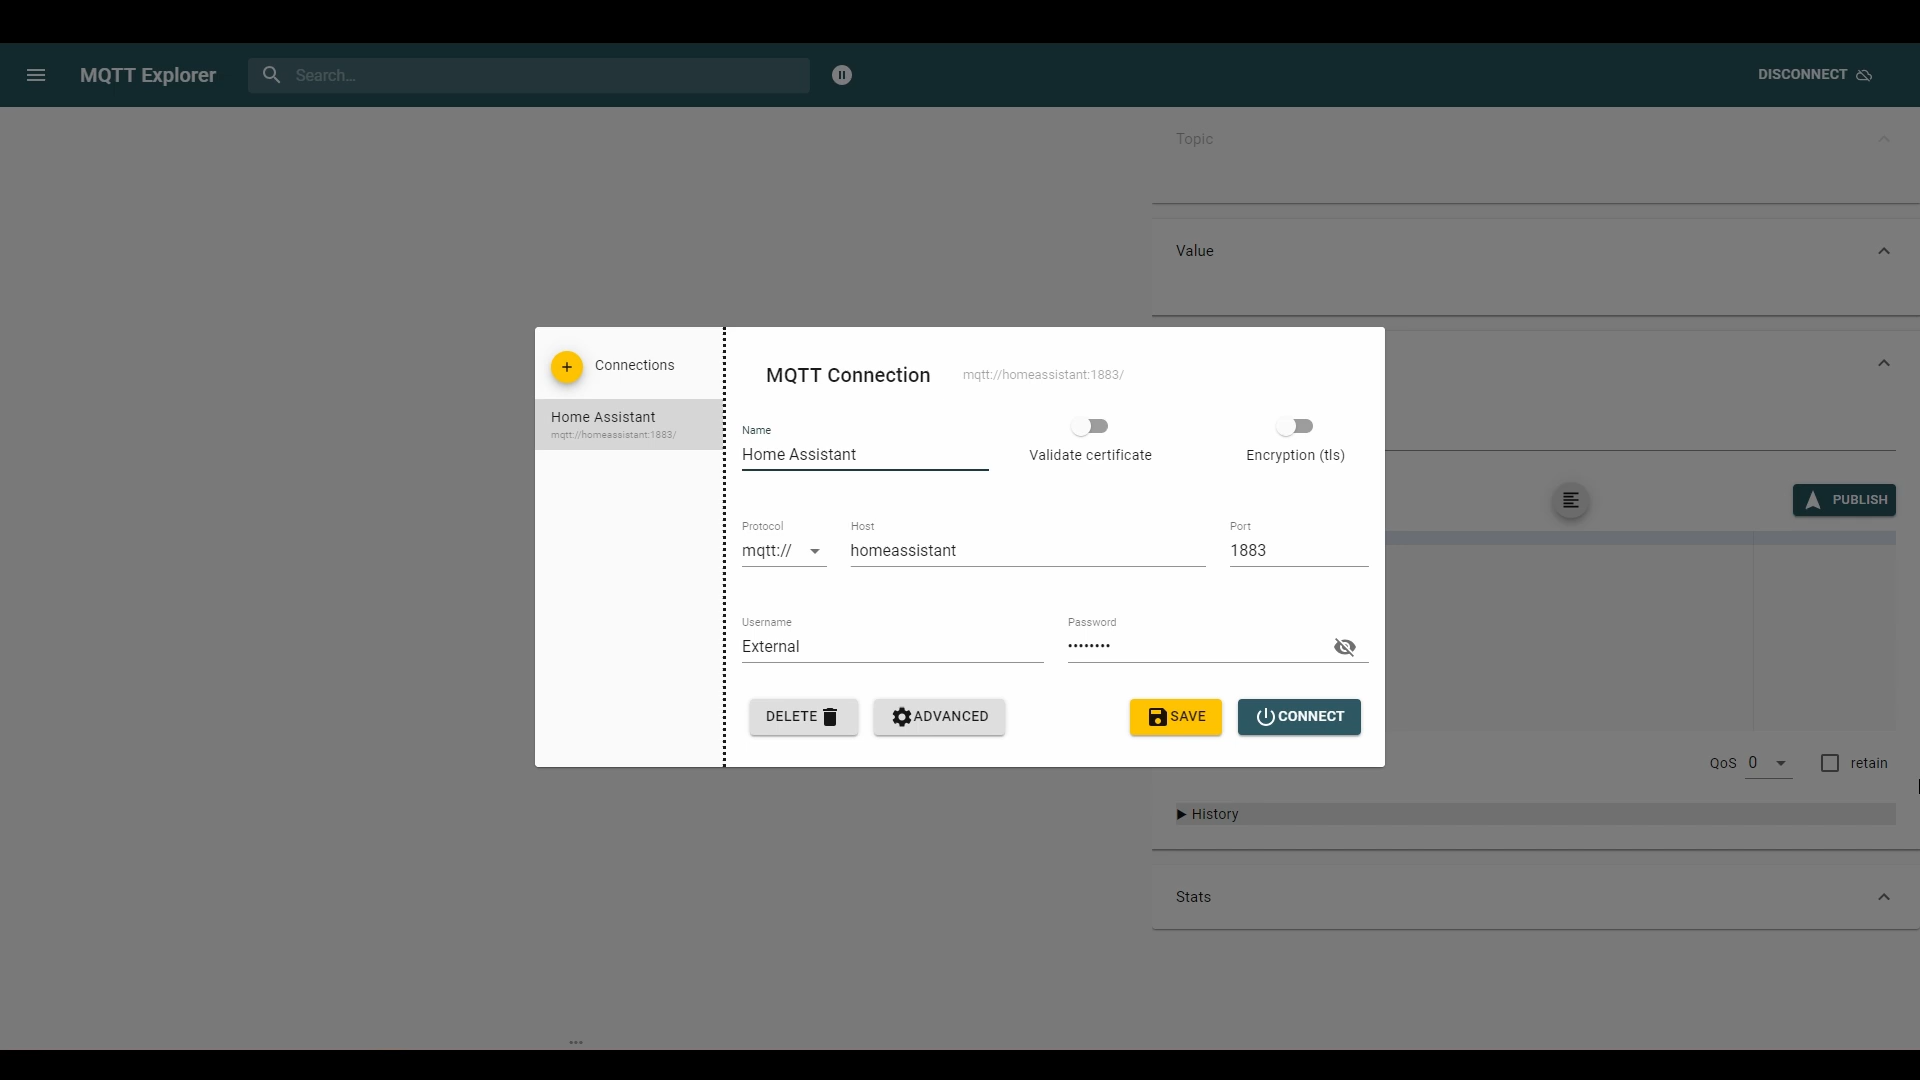 MQTT Explorer
Search...
DISCONNECT
Topic
Value
Connections
Home Assistant
mqtt://homeassistant:1883/
MQTT Connection
mqtt://homeassistant:1883/
Name
Home Assistant
Validate certificate
Encryption (tls)
Protocol
mqtt://
Host
homeassistant
Port
1883
Username
External
Password
••••••••
DELETE
ADVANCED
SAVE
CONNECT
PUBLISH
QoS
0
retain
History
Stats